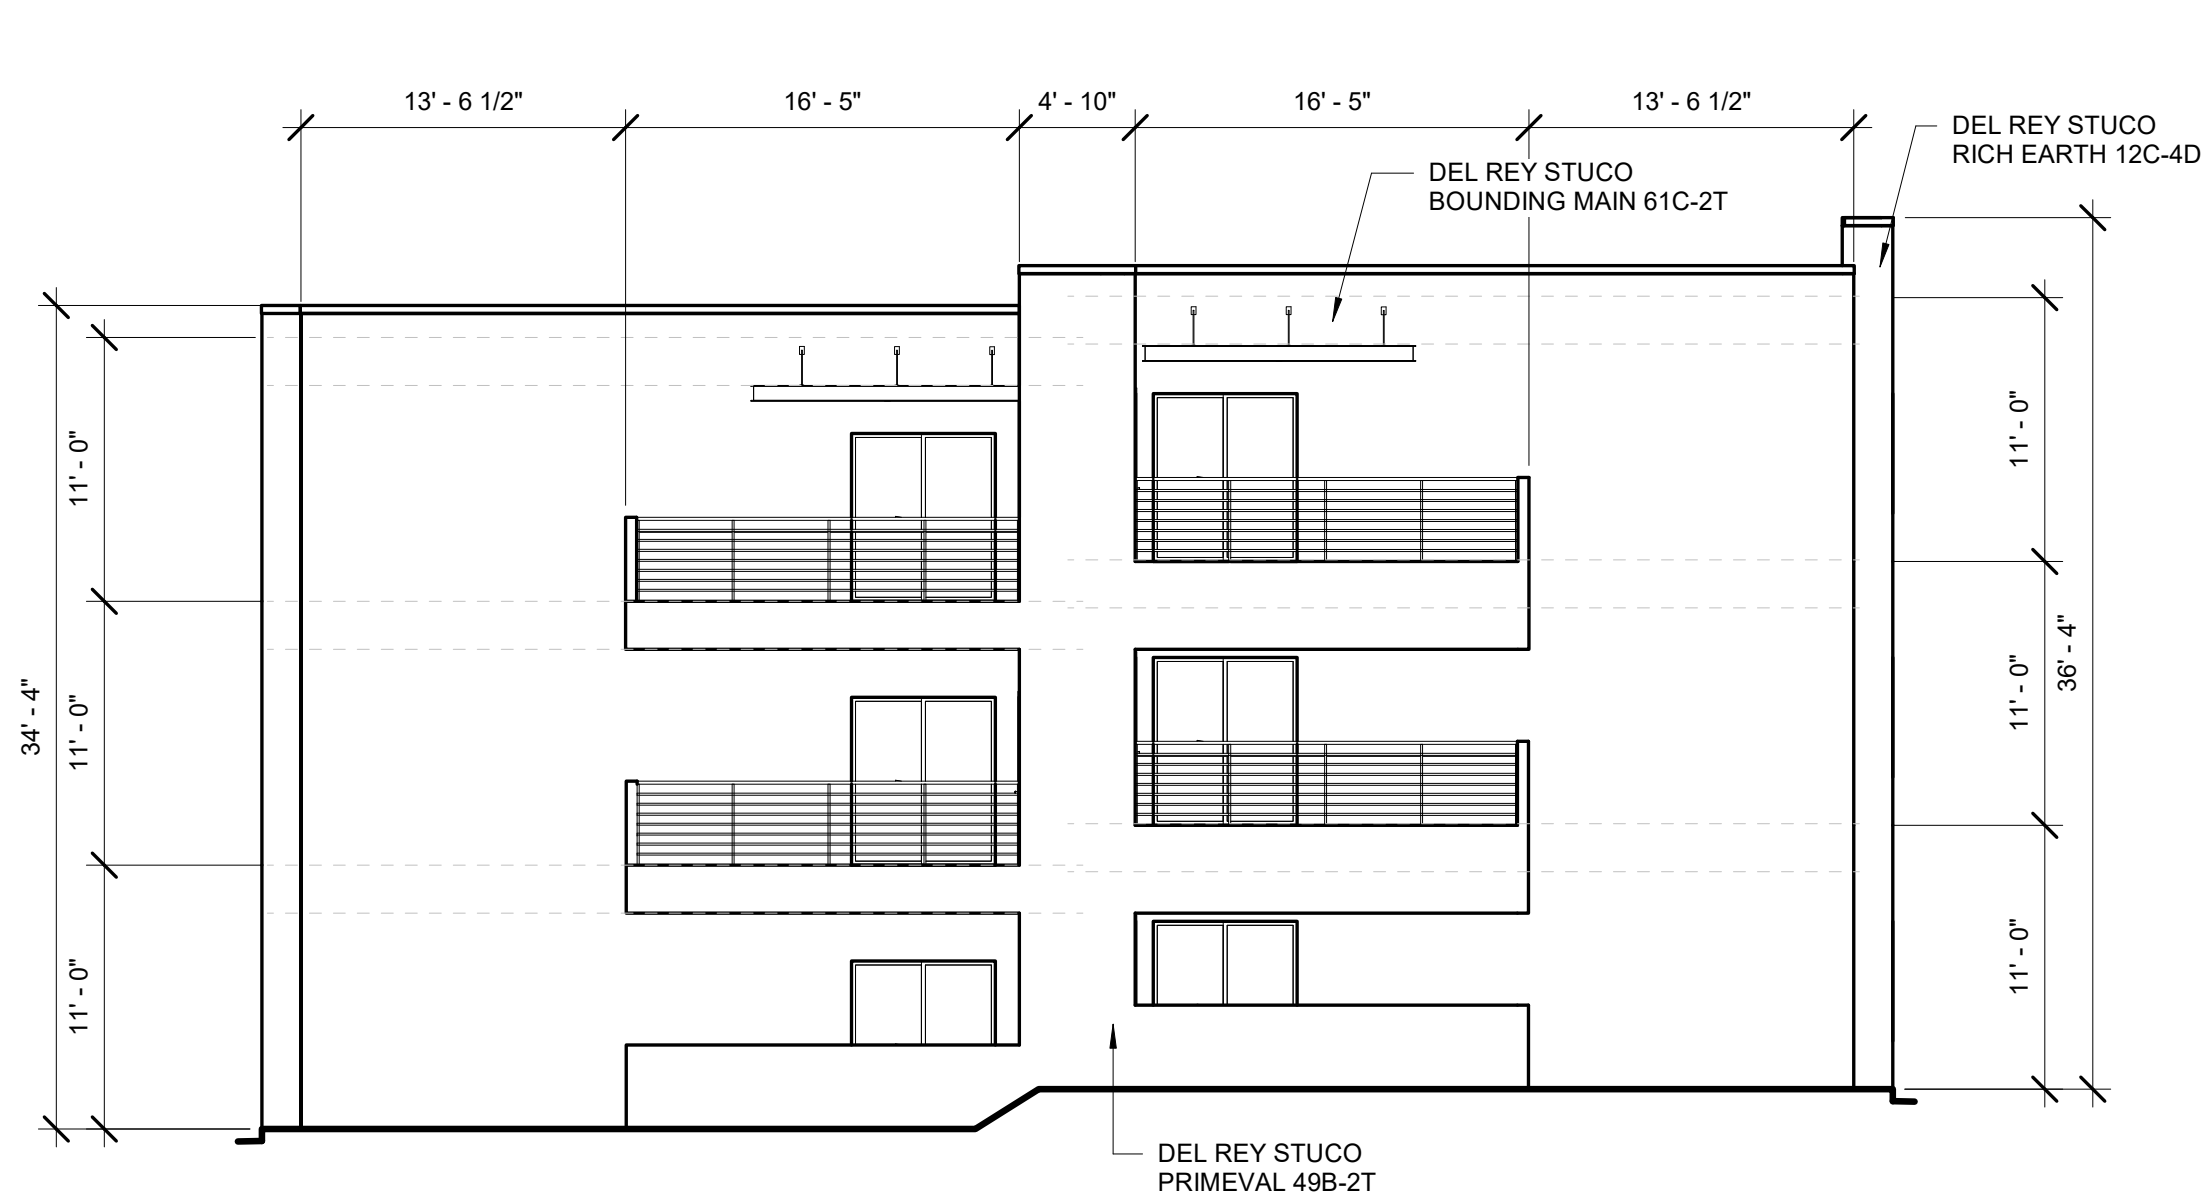 13' - 6 1/2"
16' - 5"
4' - 10"
16' - 5"
13' - 6 1/2"
DEL REY STUCO
RICH EARTH 12C-4D
DEL REY STUCO
BOUNDING MAIN 61C-2T
11' - 0"
11' - 0"
11' - 0"
34' - 4"
11' - 0"
11' - 0"
11' - 0"
36' - 4"
DEL REY STUCO
PRIMEVAL 49B-2T